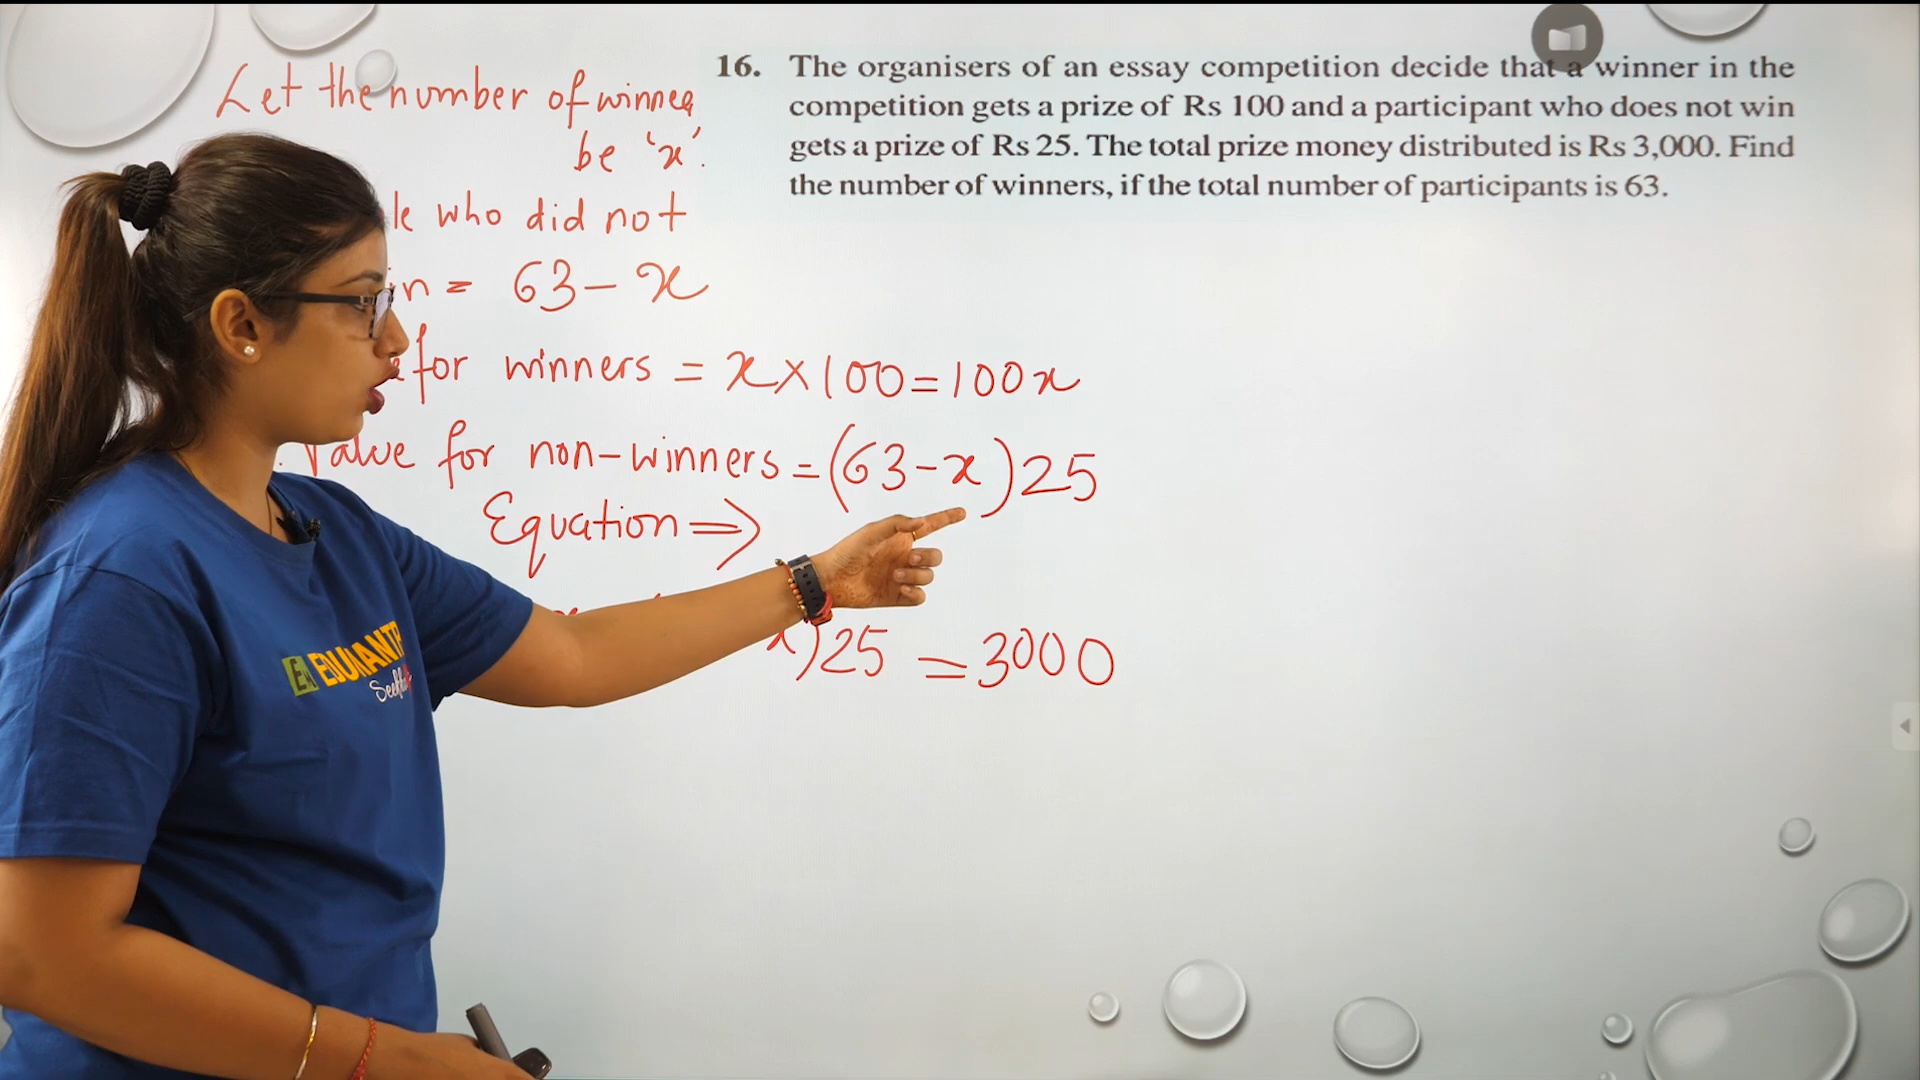 Let the number of winner
be 'x'.
who did not
= 63 - x
for winners = x × 100 = 100x
Value for non-winners = (63 - x) 25
Equation ⇒
x) 25 = 3000
16. The organisers of an essay competition decide that a winner in the
competition gets a prize of Rs 100 and a participant who does not win
gets a prize of Rs 25. The total prize money distributed is Rs 3,000. Find
the number of winners, if the total number of participants is 63.